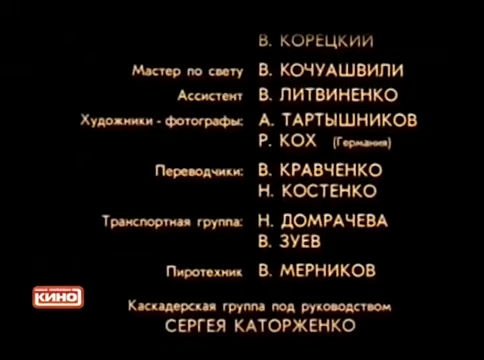 В. КОРЕЦКИЙ
Мастер по свету В. КОЧУАШВИЛИ
Ассистент В. ЛИТВИНЕНКО
Художники - фотографы: А. ТАРТЫШНИКОВ
Р. КОХ (Германия)
Переводчики: В. КРАВЧЕНКО
Н. КОСТЕНКО
Транспортная группа: Н. ДОМРАЧЕВА
В. ЗУЕВ
Пиротехник В. МЕРНИКОВ
Каскадерская группа под руководством
СЕРГЕЯ КАТОРЖЕНКО
КИНО